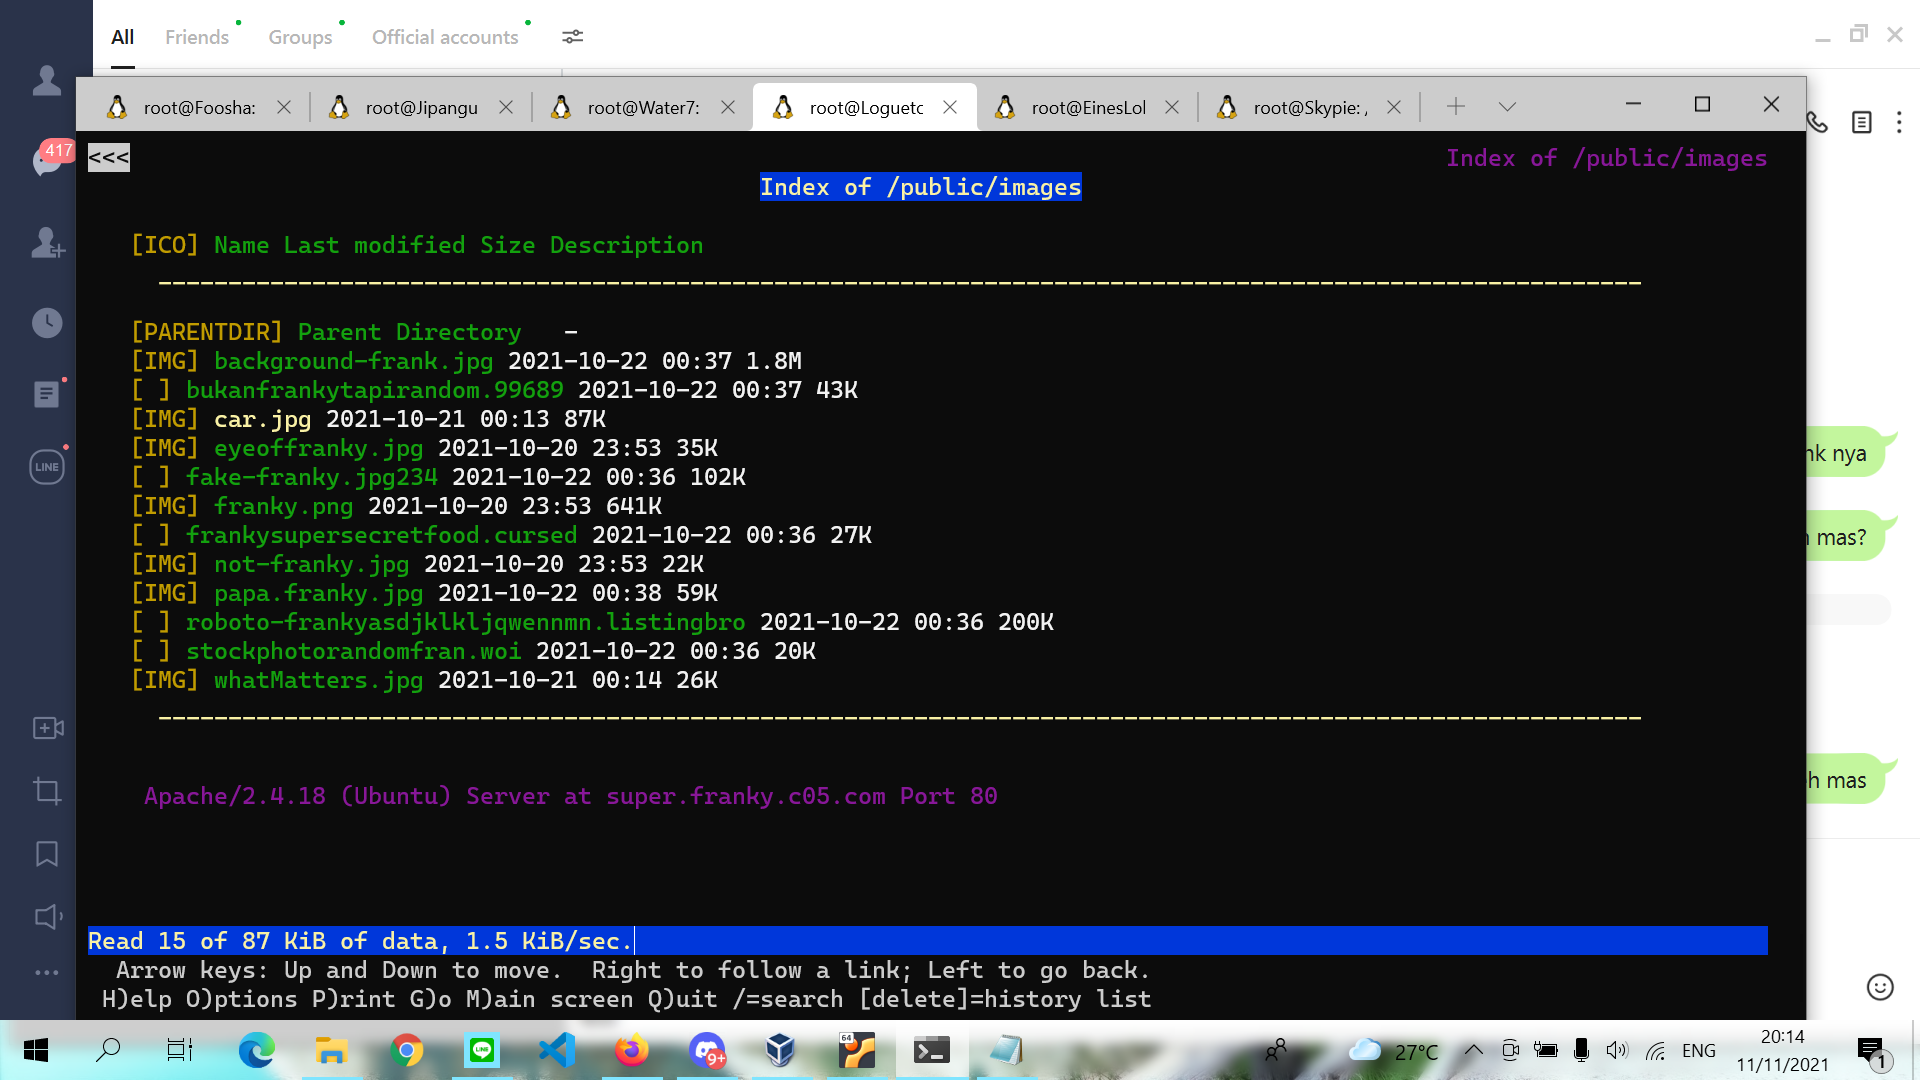 All Friends Groups Official accounts
root@Foosha: root@Jipangu root@Water7: root@Loguetc root@EinesLol root@Skypie: /
417
<<< Index of /public/images
Index of /public/images
[ICO] Name Last modified Size Description
[PARENTDIR] Parent Directory -
[IMG] background-frank.jpg 2021-10-22 00:37 1.8M
[ ] bukanfrankytapirandom.99689 2021-10-22 00:37 43K
[IMG] car.jpg 2021-10-21 00:13 87K
[IMG] eyeoffranky.jpg 2021-10-20 23:53 35K
[ ] fake-franky.jpg234 2021-10-22 00:36 102K
[IMG] franky.png 2021-10-20 23:53 641K
[ ] frankysupersecretfood.cursed 2021-10-22 00:36 27K
[IMG] not-franky.jpg 2021-10-20 23:53 22K
[IMG] papa.franky.jpg 2021-10-22 00:38 59K
[ ] roboto-frankyasdjklkljqwennmn.listingbro 2021-10-22 00:36 200K
[ ] stockphotorandomfran.woi 2021-10-22 00:36 20K
[IMG] whatMatters.jpg 2021-10-21 00:14 26K
Apache/2.4.18 (Ubuntu) Server at super.franky.c05.com Port 80
Read 15 of 87 KiB of data, 1.5 KiB/sec.
Arrow keys: Up and Down to move. Right to follow a link; Left to go back.
H)elp O)ptions P)rint G)o M)ain screen Q)uit /=search [delete]=history list
LINE
nya
mas?
mas
64
9+
27°C
ENG
20:14
11/11/2021
1